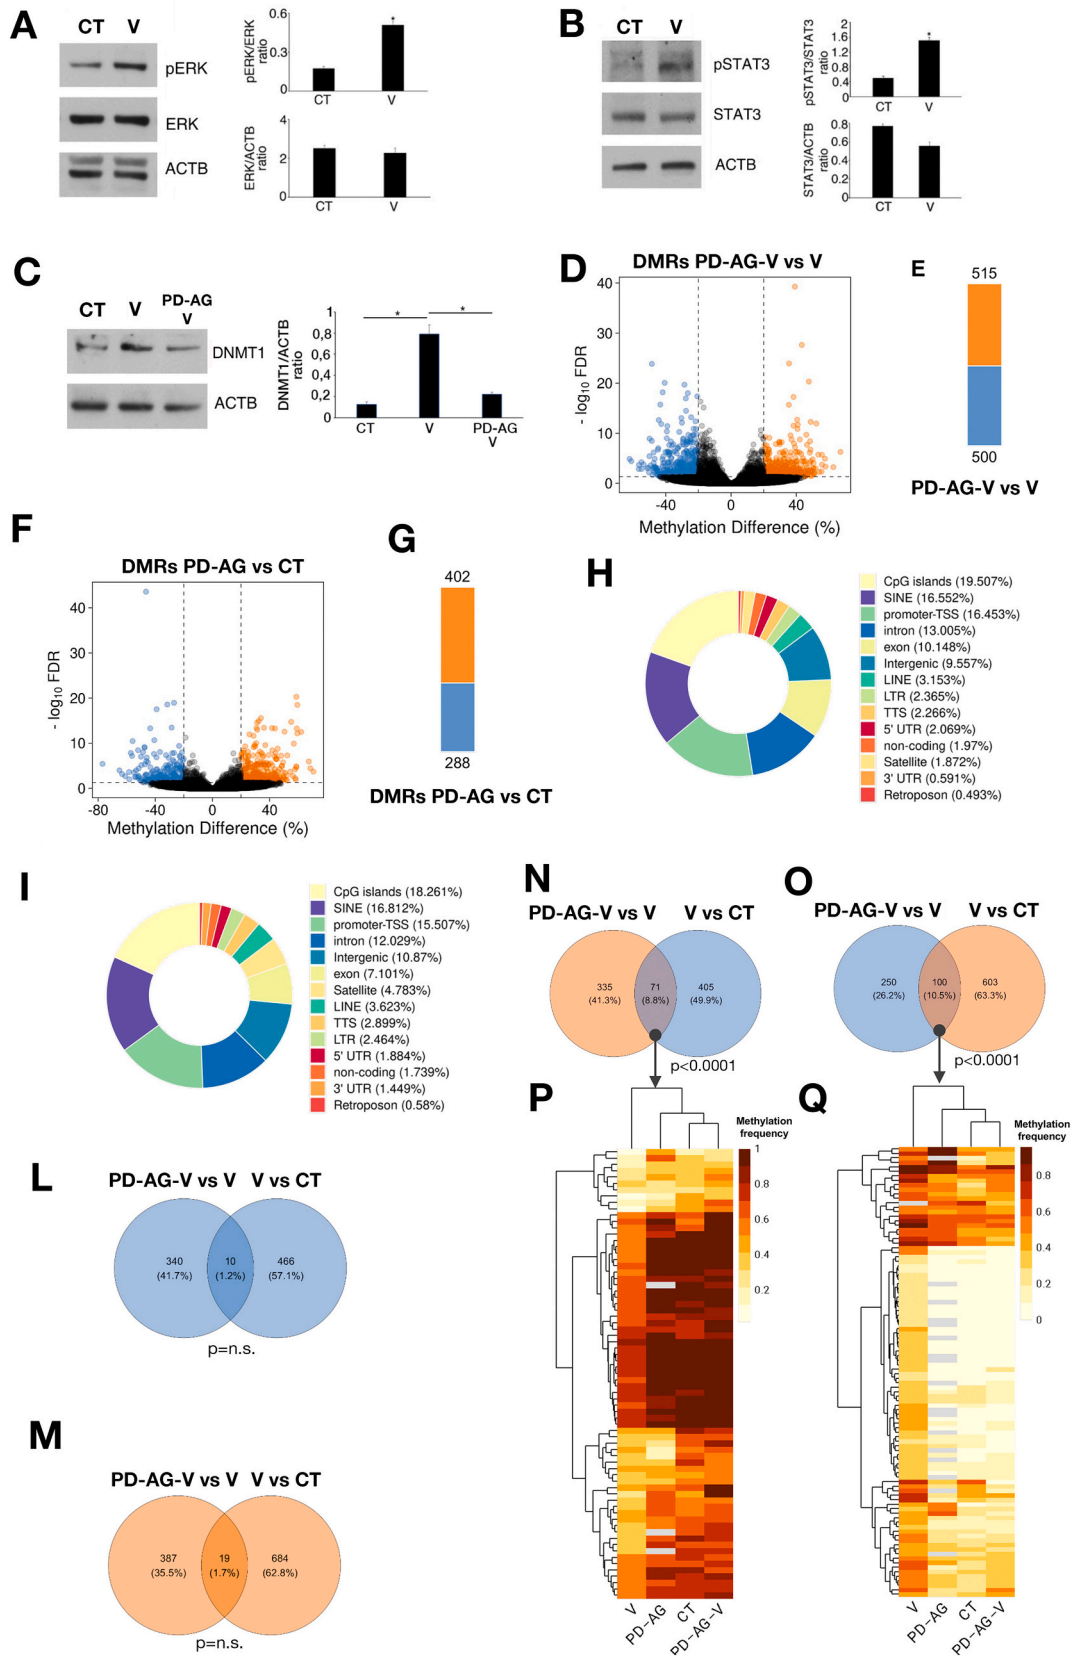 A
CT V
pERK
ERK
ACTB
0.6
0.3
0
pERK/ERK
ratio
CT V
*
4
2
0
ERK/ACTB
ratio
CT V
B
CT V
pSTAT3
STAT3
ACTB
2
1.6
1.2
0.8
0.4
0
pSTAT3/STAT3
ratio
*
CT V
0.8
0.6
0.4
0.2
0
STAT3/ACTB
ratio
CT V
C
CT V PD-AG
V
DNMT1
ACTB
1
0,8
0,6
0,4
0,2
0
DNMT1/ACTB
ratio
* *
CT V PD-AG
V
D
DMRs PD-AG-V vs V
40
30
20
10
0
- log10 FDR
-40 0 40
Methylation Difference (%)
E
515
500
PD-AG-V vs V
F
DMRs PD-AG vs CT
40
30
20
10
0
- log10 FDR
-80 -40 0 40
Methylation Difference (%)
G
402
288
DMRs PD-AG vs CT
H
CpG islands (19.507%)
SINE (16.552%)
promoter-TSS (16.453%)
intron (13.005%)
exon (10.148%)
Intergenic (9.557%)
LINE (3.153%)
LTR (2.365%)
TTS (2.266%)
5' UTR (2.069%)
non-coding (1.97%)
Satellite (1.872%)
3' UTR (0.591%)
Retroposon (0.493%)
I
CpG islands (18.261%)
SINE (16.812%)
promoter-TSS (15.507%)
intron (12.029%)
Intergenic (10.87%)
exon (7.101%)
Satellite (4.783%)
LINE (3.623%)
TTS (2.899%)
LTR (2.464%)
5' UTR (1.884%)
non-coding (1.739%)
3' UTR (1.449%)
Retroposon (0.58%)
L
PD-AG-V vs V V vs CT
340 10 466
(41.7%) (1.2%) (57.1%)
p=n.s.
M
PD-AG-V vs V V vs CT
387 19 684
(35.5%) (1.7%) (62.8%)
p=n.s.
N
PD-AG-V vs V V vs CT
335 71 405
(41.3%) (8.8%) (49.9%)
p<0.0001
O
PD-AG-V vs V V vs CT
250 100 603
(26.2%) (10.5%) (63.3%)
p<0.0001
P
Methylation
frequency
1
0.8
0.6
0.4
0.2
V PD-AG CT PD-AG-V
Q
Methylation
frequency
0.8
0.6
0.4
0.2
0
V PD-AG CT PD-AG-V